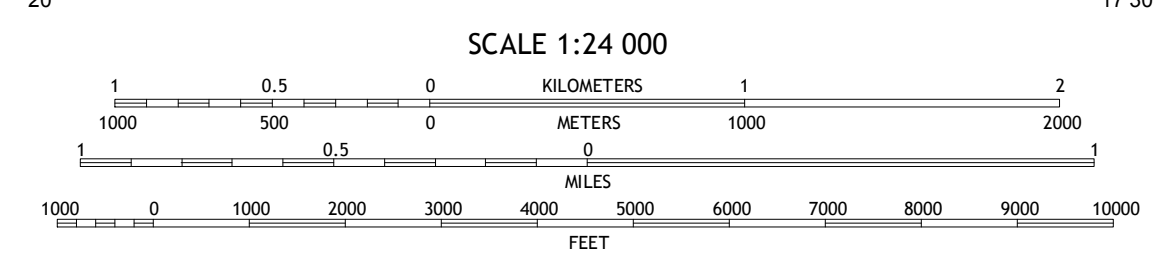 20 17'30
SCALE 1:24 000
1 0.5 0 KILOMETERS 1 2
1000 500 0 METERS 1000 2000
1 0.5 0 1
MILES
1000 0 1000 2000 3000 4000 5000 6000 7000 8000 9000 10000
FEET